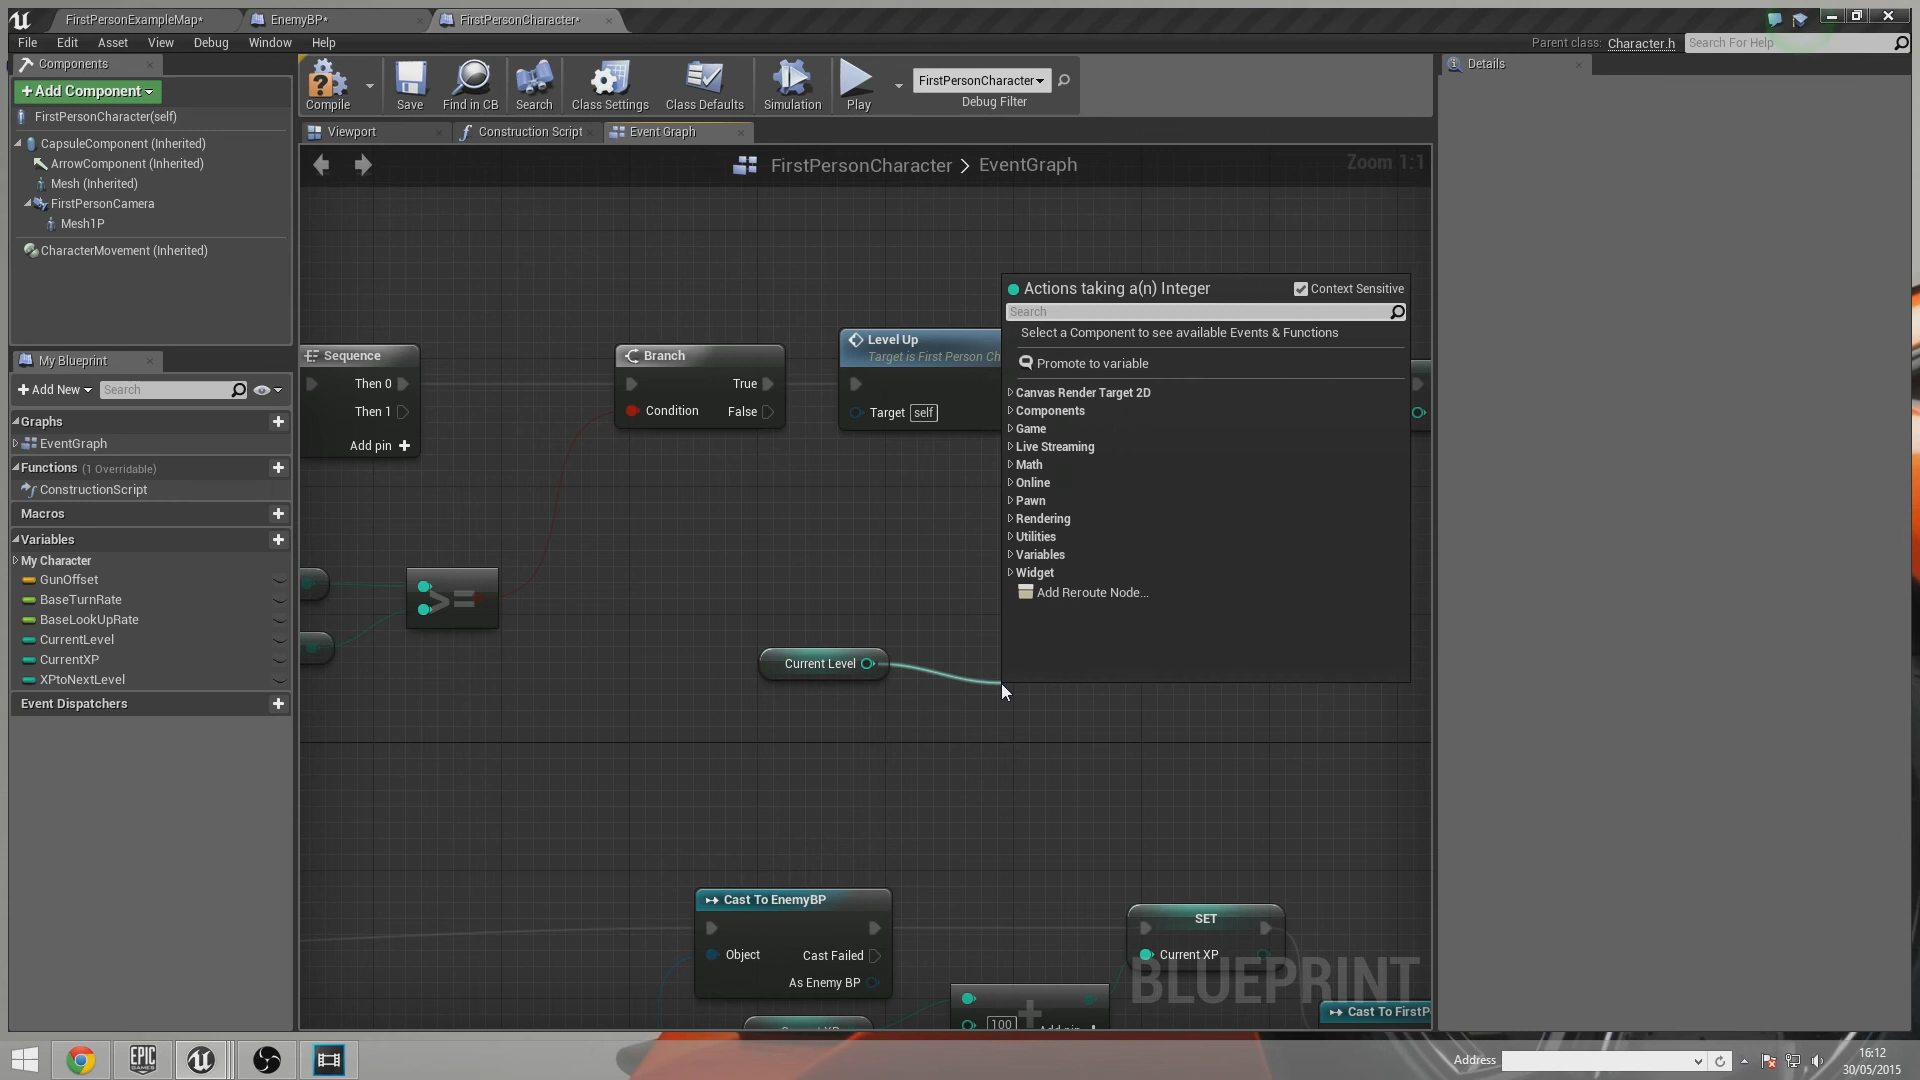 FirstPersonExampleMap*
EnemyBP*
FirstPersonCharacter*
File Edit Asset View Debug Window Help
Parent class: Character.h
Search For Help
Components
+Add Component
FirstPersonCharacter(self)
CapsuleComponent (Inherited)
ArrowComponent (Inherited)
Mesh (Inherited)
FirstPersonCamera
Mesh1P
CharacterMovement (Inherited)
Compile
Save
Find in CB
Search
Class Settings
Class Defaults
Simulation
Play
FirstPersonCharacter
Debug Filter
Details
Viewport
Construction Script
Event Graph
FirstPersonCharacter > EventGraph
Zoom 1:1
My Blueprint
+Add New
Search
Graphs
EventGraph
Functions (1 Overridable)
ConstructionScript
Macros
Variables
My Character
GunOffset
BaseTurnRate
BaseLookUpRate
CurrentLevel
CurrentXP
XPtoNextLevel
Event Dispatchers
Sequence
Then 0
Then 1
Add pin +
Branch
True
Condition
False
Level Up
Target is First Person Ch
Target self
>=
Current Level
Actions taking a(n) Integer
Context Sensitive
Search
Select a Component to see available Events & Functions
Promote to variable
Canvas Render Target 2D
Components
Game
Live Streaming
Math
Online
Pawn
Rendering
Utilities
Variables
Widget
Add Reroute Node...
Cast To EnemyBP
Object
Cast Failed
As Enemy BP
SET
Current XP
BLUEPRINT
100
+
Add pin
Cast To FirstP
Current XP
EPIC GAMES
Address
16:12
30/05/2015